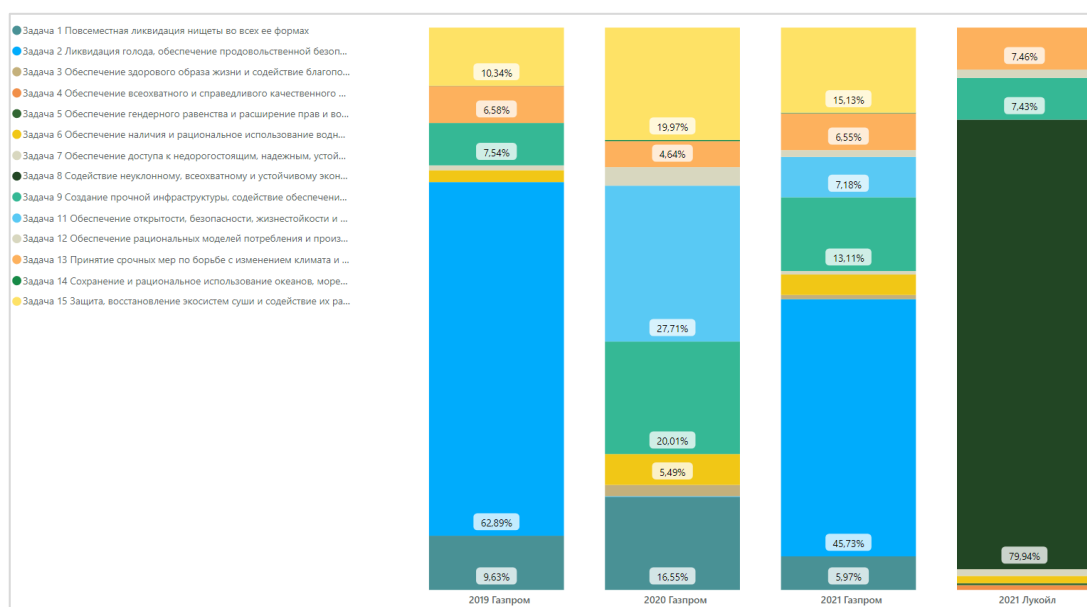 Задача 1 Повсеместная ликвидация нищеты во всех ее формах
Задача 2 Ликвидация голода, обеспечение продовольственной безоп...
Задача 3 Обеспечение здорового образа жизни и содействие благопо...
Задача 4 Обеспечение всеохватного и справедливого качественного ...
Задача 5 Обеспечение гендерного равенства и расширение прав и во...
Задача 6 Обеспечение наличия и рациональное использование водн...
Задача 7 Обеспечение доступа к недорогостоящим, надежным, устой...
Задача 8 Содействие неуклонному, всеохватному и устойчивому экон...
Задача 9 Создание прочной инфраструктуры, содействие обеспечени...
Задача 11 Обеспечение открытости, безопасности, жизнестойкости и ...
Задача 12 Обеспечение рациональных моделей потребления и произ...
Задача 13 Принятие срочных мер по борьбе с изменением климата и ...
Задача 14 Сохранение и рациональное использование океанов, море...
Задача 15 Защита, восстановление экосистем суши и содействие их ра...
10,34%
6,58%
7,54%
62,89%
9,63%
2019 Газпром
19,97%
4,64%
27,71%
20,01%
5,49%
16,55%
2020 Газпром
15,13%
6,55%
7,18%
13,11%
45,73%
5,97%
2021 Газпром
7,46%
7,43%
79,94%
2021 Лукойл